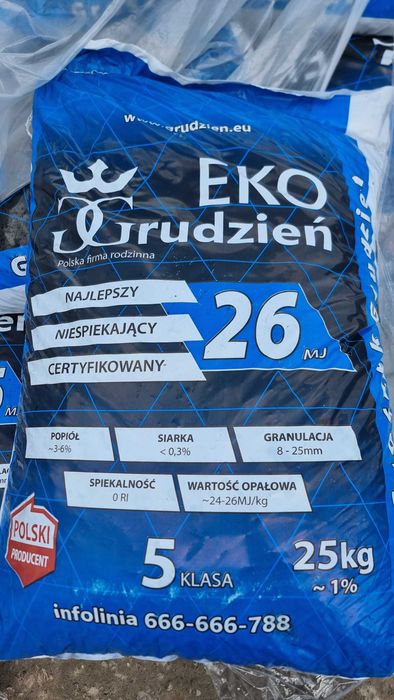 www.grudzien.eu
EKO
Grudzień
Polska firma rodzinna
NAJLEPSZY
NIESPIEKAJĄCY
CERTYFIKOWANY
26 MJ
POPIÓŁ
~3-6%
SIARKA
< 0,3%
GRANULACJA
8 - 25mm
SPIEKALNOŚĆ
0 RI
WARTOŚĆ OPAŁOWA
~24-26MJ/kg
POLSKI
PRODUCENT
5 KLASA
25kg
~ 1%
infolinia 666-666-788
MJ